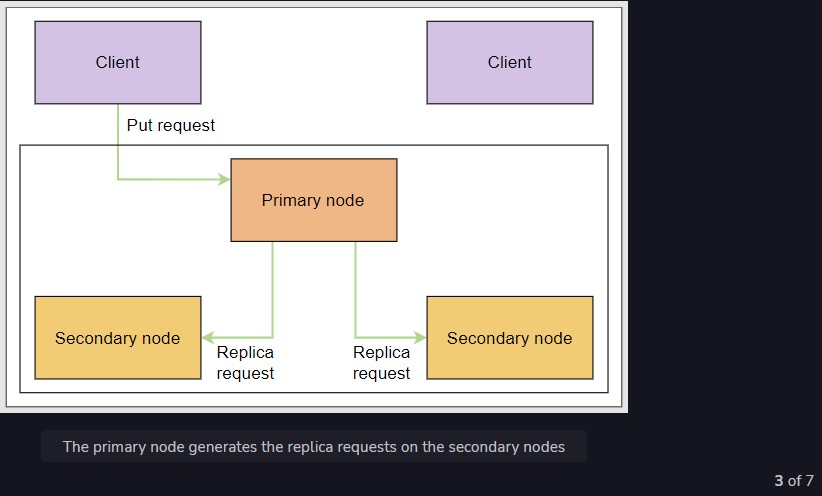 Client
Client
Put request
Primary node
Secondary node
Secondary node
Replica
request
Replica
request
The primary node generates the replica requests on the secondary nodes
3 of 7